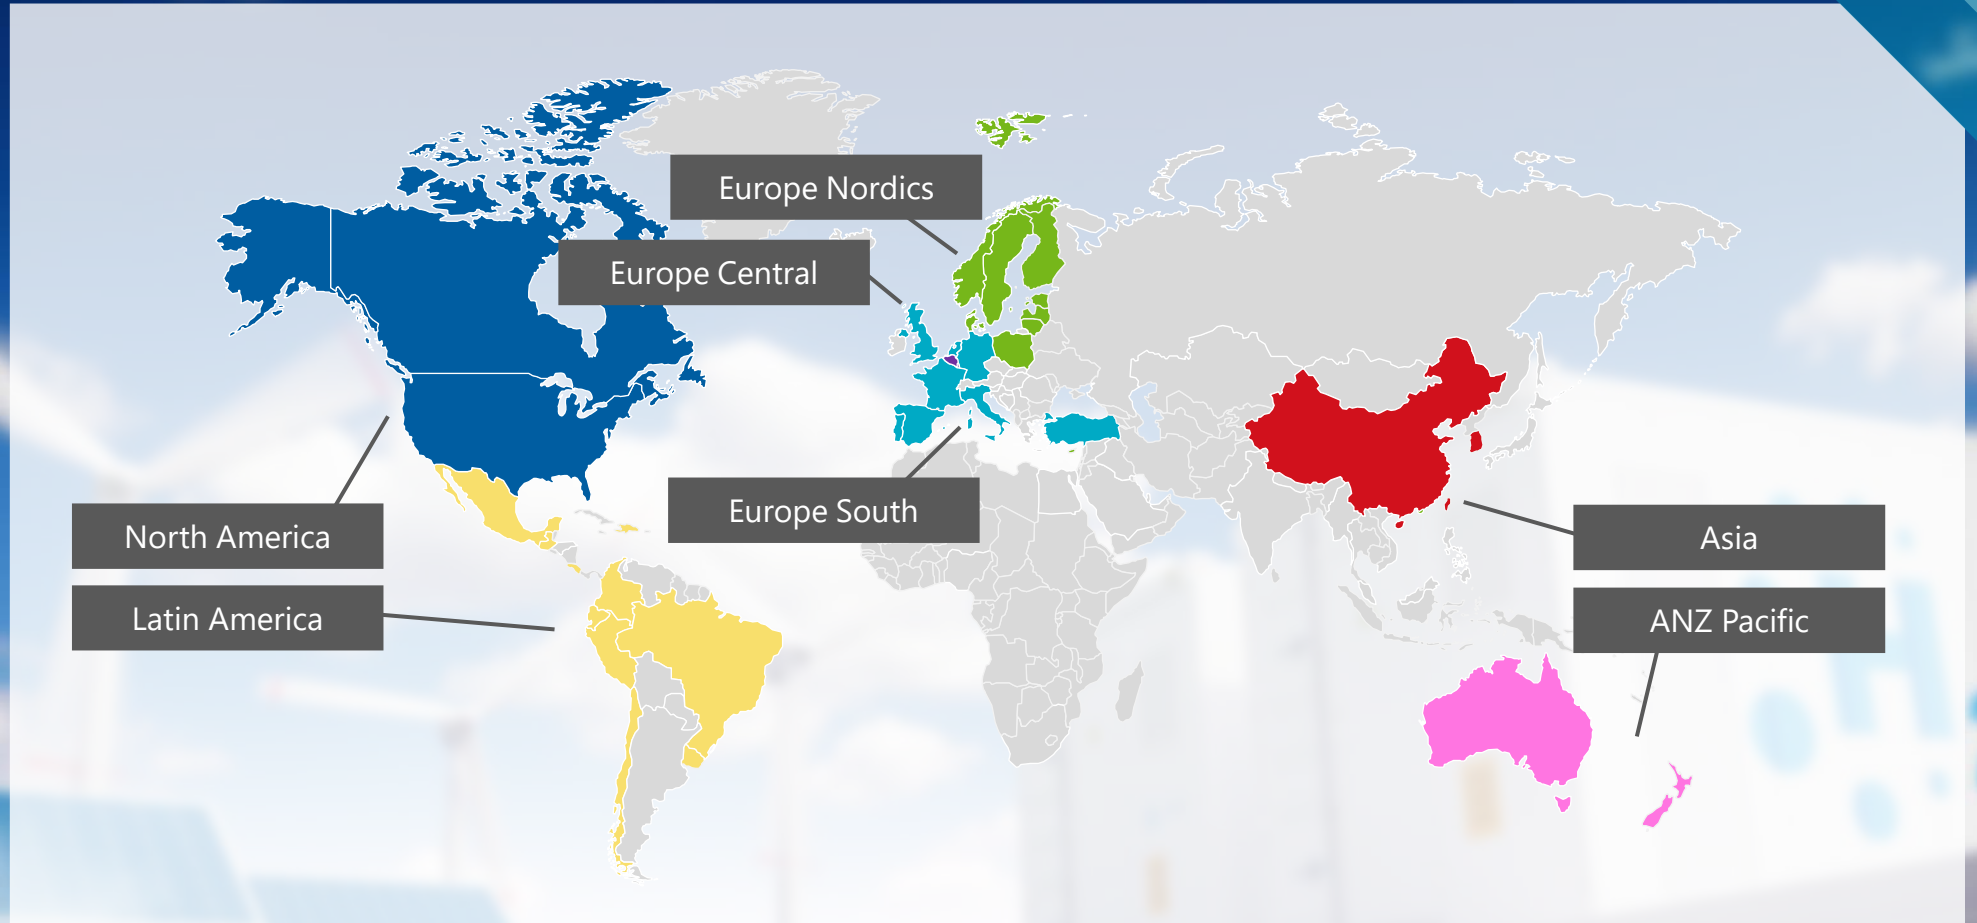 Europe Nordics
Europe Central
Europe South
North America
Latin America
Asia
ANZ Pacific